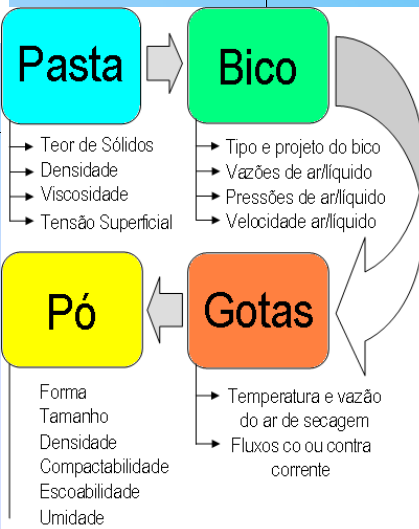 Pasta
Bico
Teor de Sólidos
Densidade
Viscosidade
Tensão Superficial
Tipo e projeto do bico
Vazões de ar/líquido
Pressões de ar/líquido
Velocidade ar/líquido
Pó
Gotas
Forma
Tamanho
Densidade
Compactabilidade
Escoabilidade
Umidade
Temperatura e vazão
do ar de secagem
Fluxos co ou contra
corrente